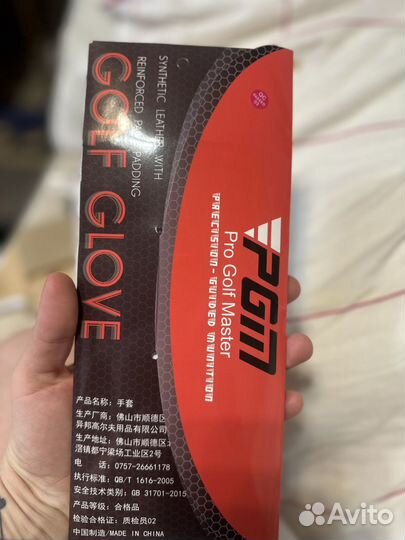 SYNTHETIC LEATHER WITH
REINFORCED PADDING
GOLF GLOVE
PGM
Pro Golf Master
PRECISION-GUIDED MUNITION
QC
产品名称：手套
生产厂商：佛山市顺德区
异邦高尔夫用品有限公司
生产地址：佛山市顺德区
滘镇都宁梁场工业区2号
电　话：0757-26661178
执行标准：QB/T 1616-2005
安全技术类别：GB 31701-2015
产品等级：合格品
检验合格证：质检员02
中国制造/MADE IN CHINA
Avito